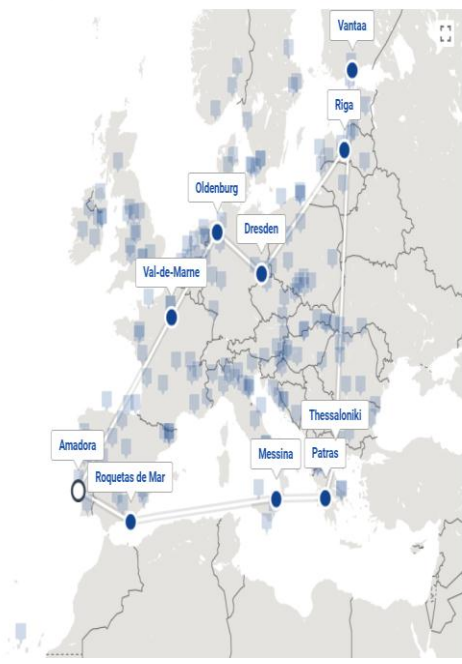 Vantaa
Riga
Oldenburg
Dresden
Val-de-Marne
Thessaloniki
Amadora
Messina
Patras
Roquetas de Mar